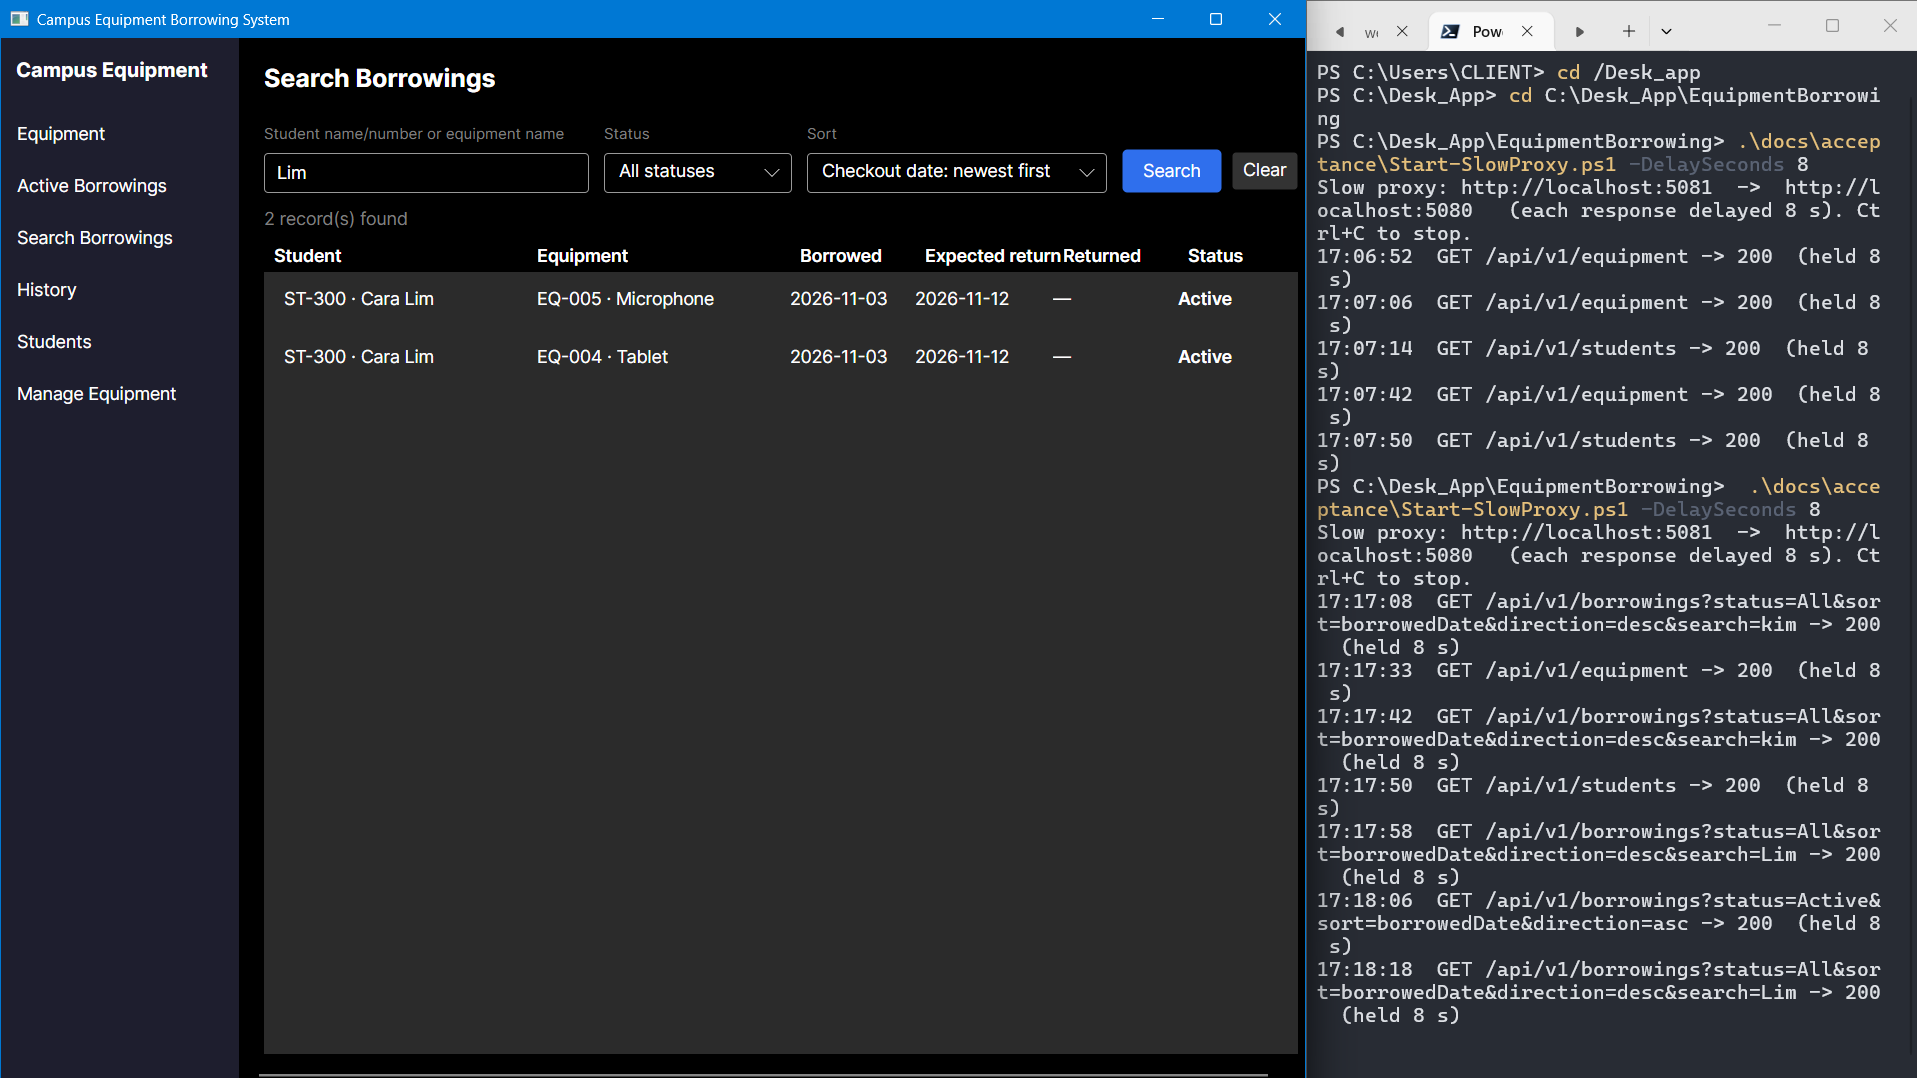 Campus Equipment Borrowing System
Campus Equipment
Equipment
Active Borrowings
Search Borrowings
History
Students
Manage Equipment
Search Borrowings
Student name/number or equipment name
Status
Sort
Lim
All statuses
Checkout date: newest first
Search
Clear
2 record(s) found
Student Equipment Borrowed Expected return Returned Status
ST-300 · Cara Lim EQ-005 · Microphone 2026-11-03 2026-11-12 — Active
ST-300 · Cara Lim EQ-004 · Tablet 2026-11-03 2026-11-12 — Active
Pow
PS C:\Users\CLIENT> cd /Desk_app
PS C:\Desk_App> cd C:\Desk_App\EquipmentBorrowi
ng
PS C:\Desk_App\EquipmentBorrowing> .\docs\accep
tance\Start-SlowProxy.ps1 -DelaySeconds 8
Slow proxy: http://localhost:5081  ->  http://l
ocalhost:5080   (each response delayed 8 s). Ct
rl+C to stop.
17:06:52  GET /api/v1/equipment -> 200  (held 8
 s)
17:07:06  GET /api/v1/equipment -> 200  (held 8
 s)
17:07:14  GET /api/v1/students -> 200  (held 8
s)
17:07:42  GET /api/v1/equipment -> 200  (held 8
 s)
17:07:50  GET /api/v1/students -> 200  (held 8
s)
PS C:\Desk_App\EquipmentBorrowing>  .\docs\acce
ptance\Start-SlowProxy.ps1 -DelaySeconds 8
Slow proxy: http://localhost:5081  ->  http://l
ocalhost:5080   (each response delayed 8 s). Ct
rl+C to stop.
17:17:08  GET /api/v1/borrowings?status=All&sor
t=borrowedDate&direction=desc&search=kim -> 200
  (held 8 s)
17:17:33  GET /api/v1/equipment -> 200  (held 8
 s)
17:17:42  GET /api/v1/borrowings?status=All&sor
t=borrowedDate&direction=desc&search=kim -> 200
  (held 8 s)
17:17:50  GET /api/v1/students -> 200  (held 8
s)
17:17:58  GET /api/v1/borrowings?status=All&sor
t=borrowedDate&direction=desc&search=Lim -> 200
  (held 8 s)
17:18:06  GET /api/v1/borrowings?status=Active&
sort=borrowedDate&direction=asc -> 200  (held 8
 s)
17:18:18  GET /api/v1/borrowings?status=All&sor
t=borrowedDate&direction=desc&search=Lim -> 200
  (held 8 s)